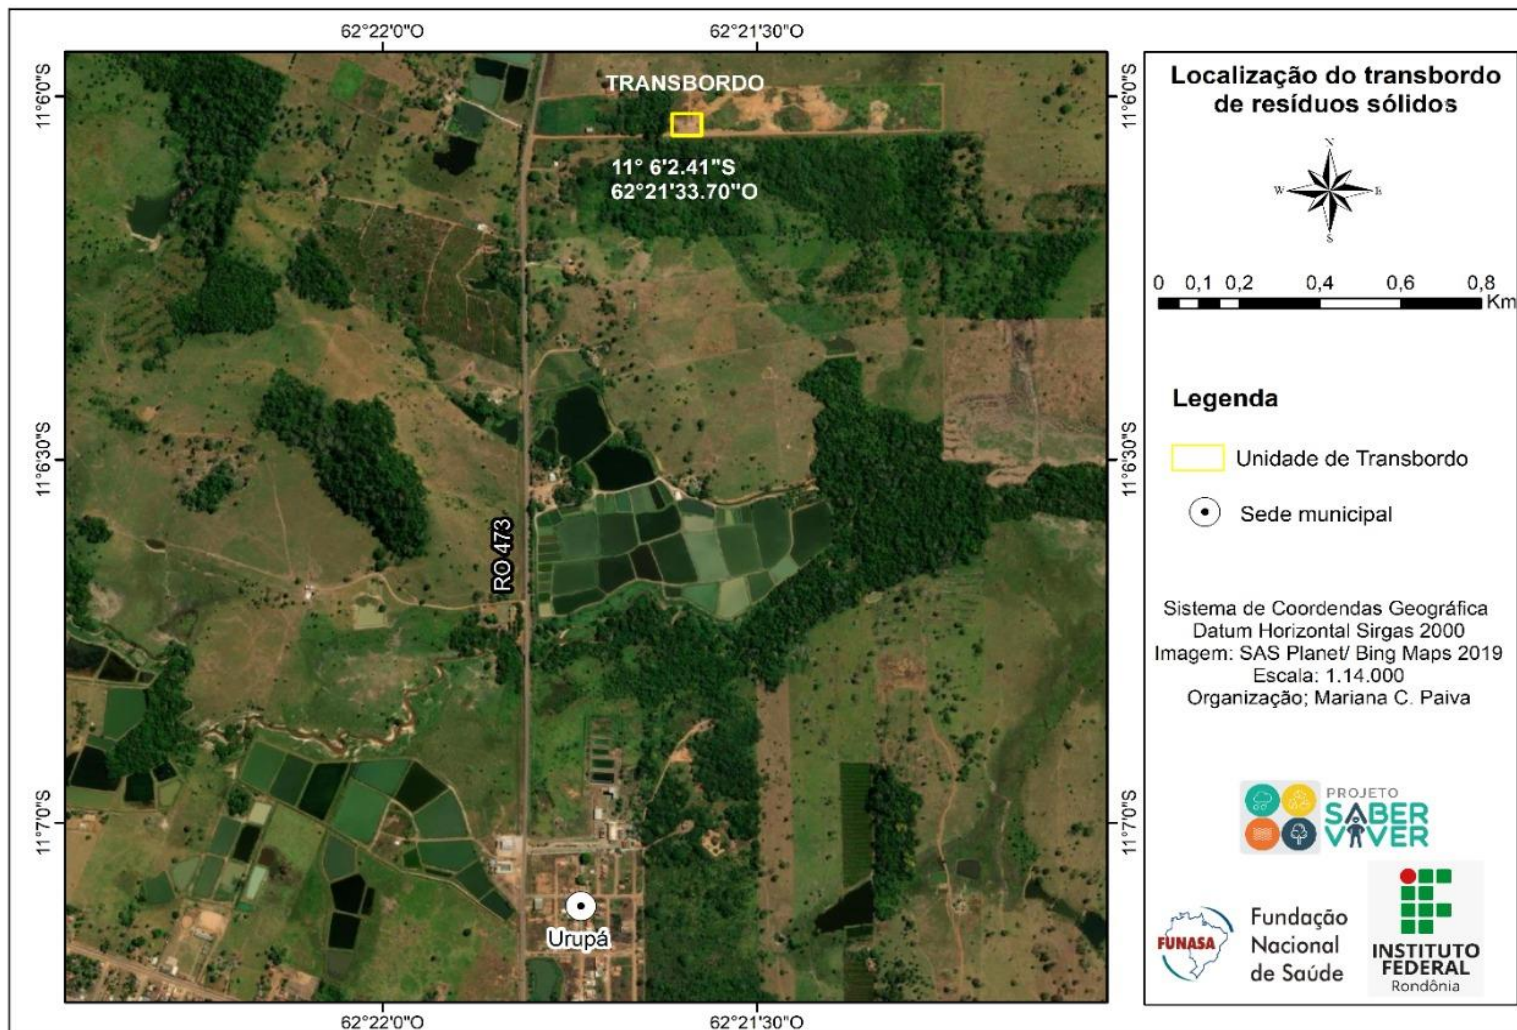 62°22'0"O
62°21'30"O
11°6'0"S
11°6'0"S
TRANSBORDO
11° 6'2.41"S
62°21'33.70"O
11°6'30"S
11°6'30"S
RO 473
11°7'0"S
11°7'0"S
Urupá
62°22'0"O
62°21'30"O
Localização do transbordo
de resíduos sólidos
N
W
E
S
0 0,1 0,2 0,4 0,6 0,8
Km
Legenda
Unidade de Transbordo
Sede municipal
Sistema de Coordendas Geográfica
Datum Horizontal Sirgas 2000
Imagem: SAS Planet/ Bing Maps 2019
Escala: 1.14.000
Organização; Mariana C. Paiva
PROJETO
SABER
VIVER
FUNASA
Fundação
Nacional
de Saúde
INSTITUTO
FEDERAL
Rondônia